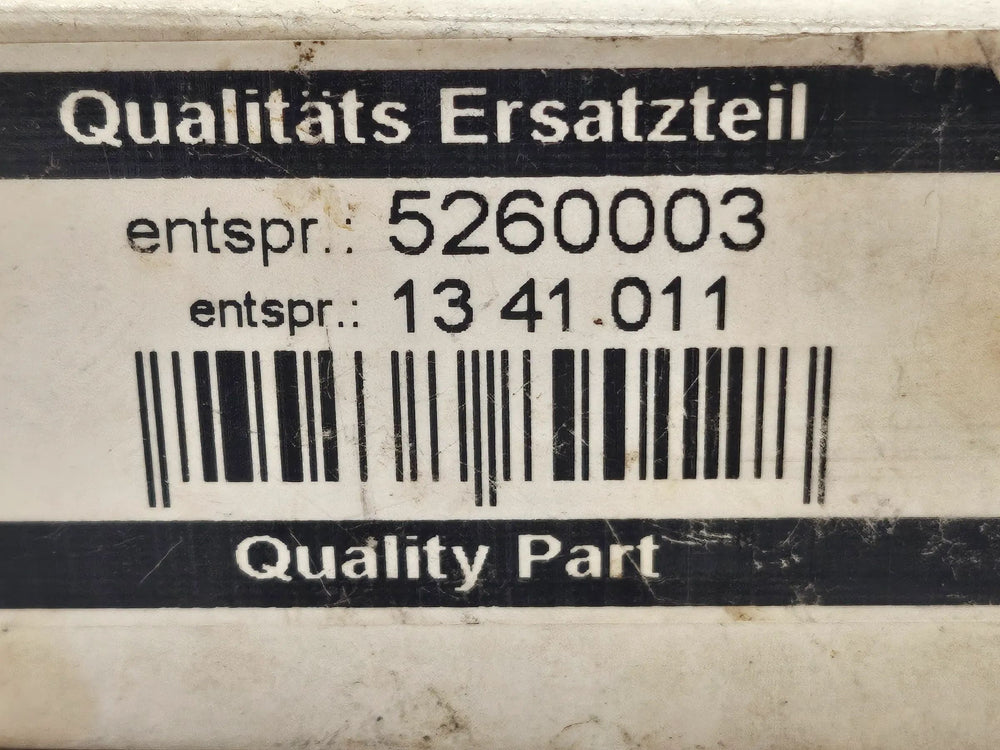 Qualitäts Ersatzteil
entspr.: 5260003
entspr.: 13 41 011
Quality Part